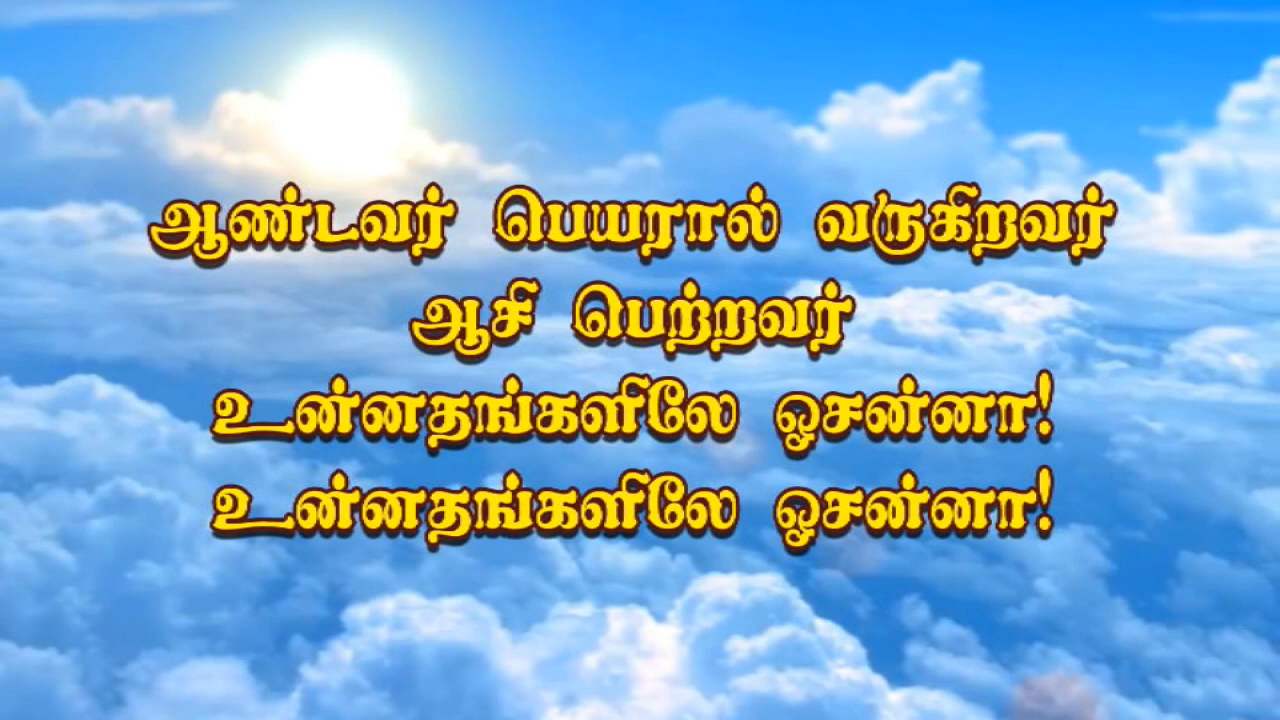 ஆண்டவர் பெயரால் வருகிறவர்
ஆசி பெற்றவர்
உன்னதங்களிலே ஓசன்னா!
உன்னதங்களிலே ஓசன்னா!